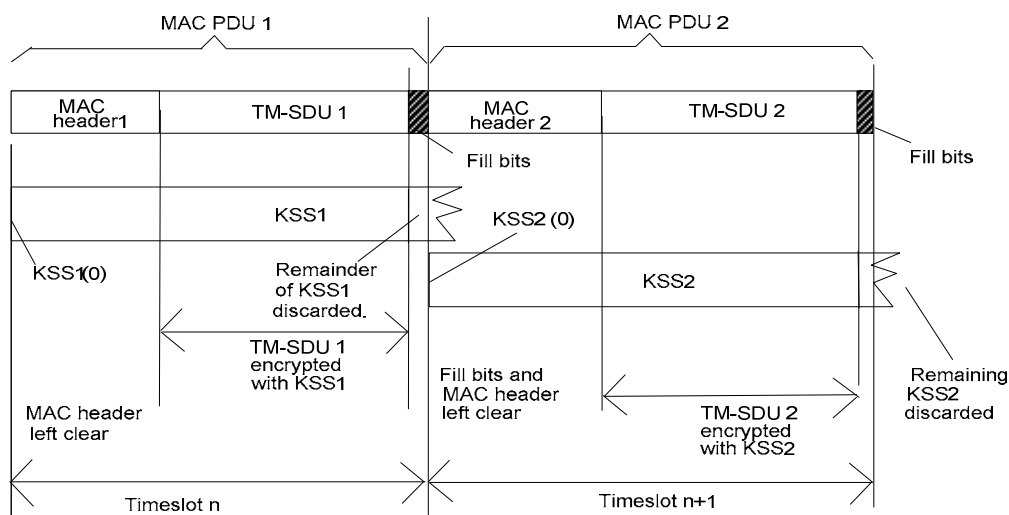 MAC PDU 1
MAC PDU 2
MAC
header1
TM-SDU 1
MAC
header 2
TM-SDU 2
Fill bits
Fill bits
KSS1
KSS2 (0)
KSS1(0)
Remainder
of KSS1
discarded.
KSS2
TM-SDU 1
encrypted
with KSS1
Fill bits and
MAC header
left clear
Remaining
KSS2
discarded
MAC header
left clear
TM-SDU 2
encrypted
with KSS2
Timeslot n
Timeslot n+1